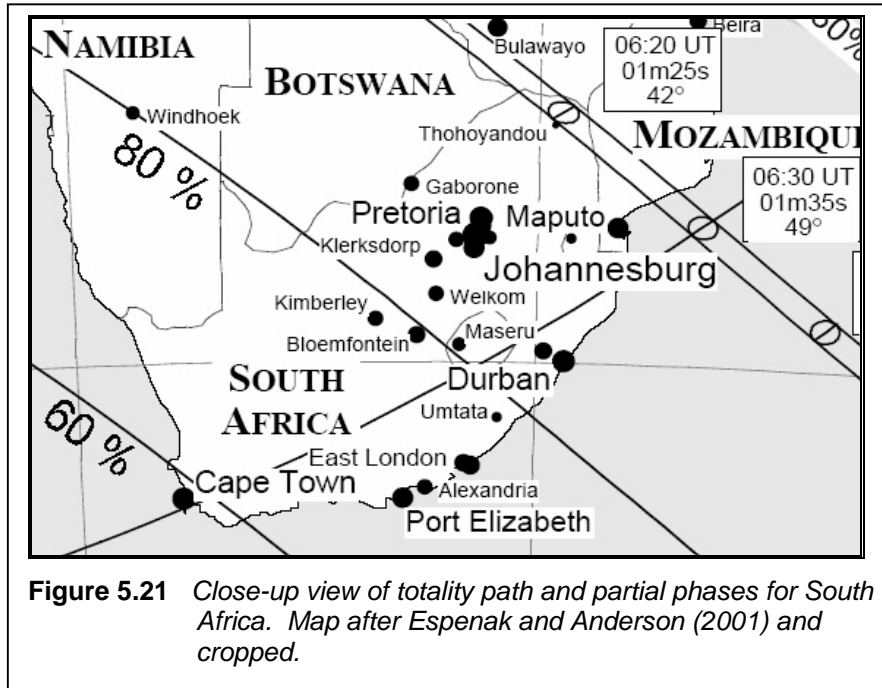 NAMIBIA
Bulawayo
Beira
60%
06:20 UT
01m25s
42°
BOTSWANA
Windhoek
Thohoyandou
MOZAMBIQU
80 %
06:30 UT
01m35s
49°
Gaborone
Pretoria
Maputo
Klerksdorp
Johannesburg
Kimberley
Welkom
Bloemfontein
Maseru
SOUTH
AFRICA
Durban
Umtata
60 %
East London
Cape Town
Alexandria
Port Elizabeth
Figure 5.21 Close-up view of totality path and partial phases for South
Africa. Map after Espenak and Anderson (2001) and
cropped.